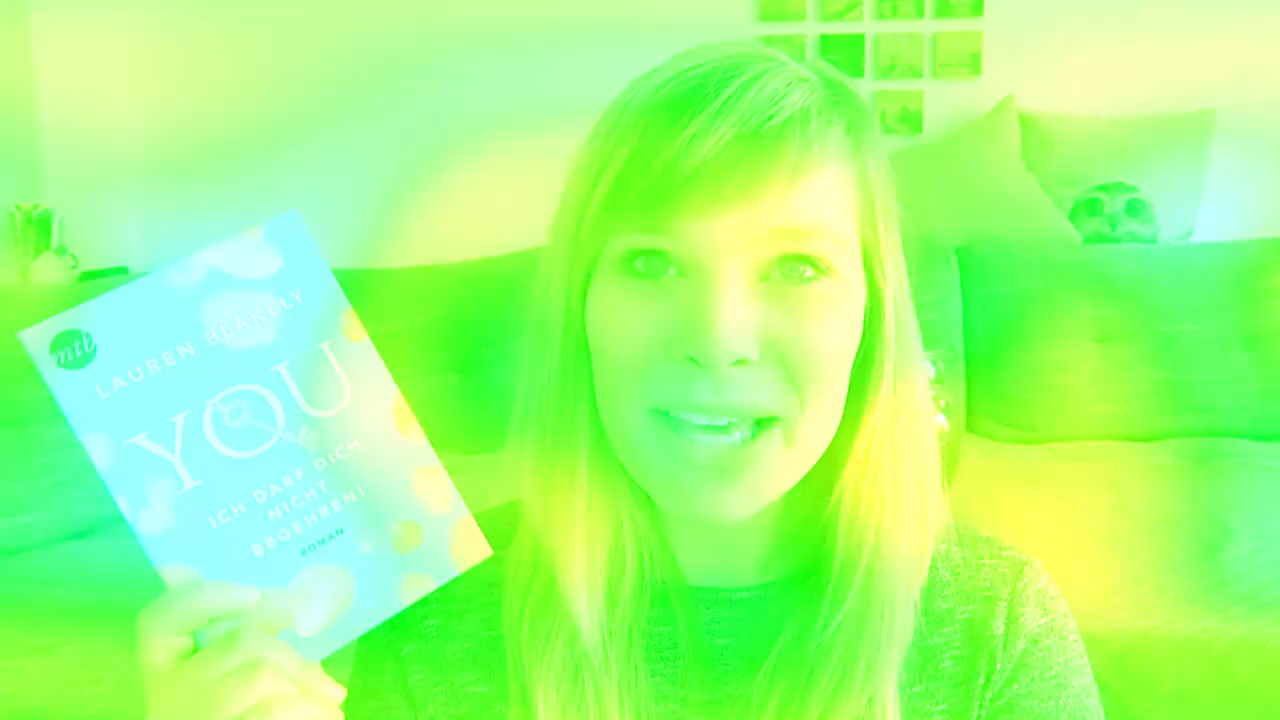 mtb
LAUREN BLAKELY
YOU
ICH DARF DICH
NICHT
BEGEHREN!
ROMAN